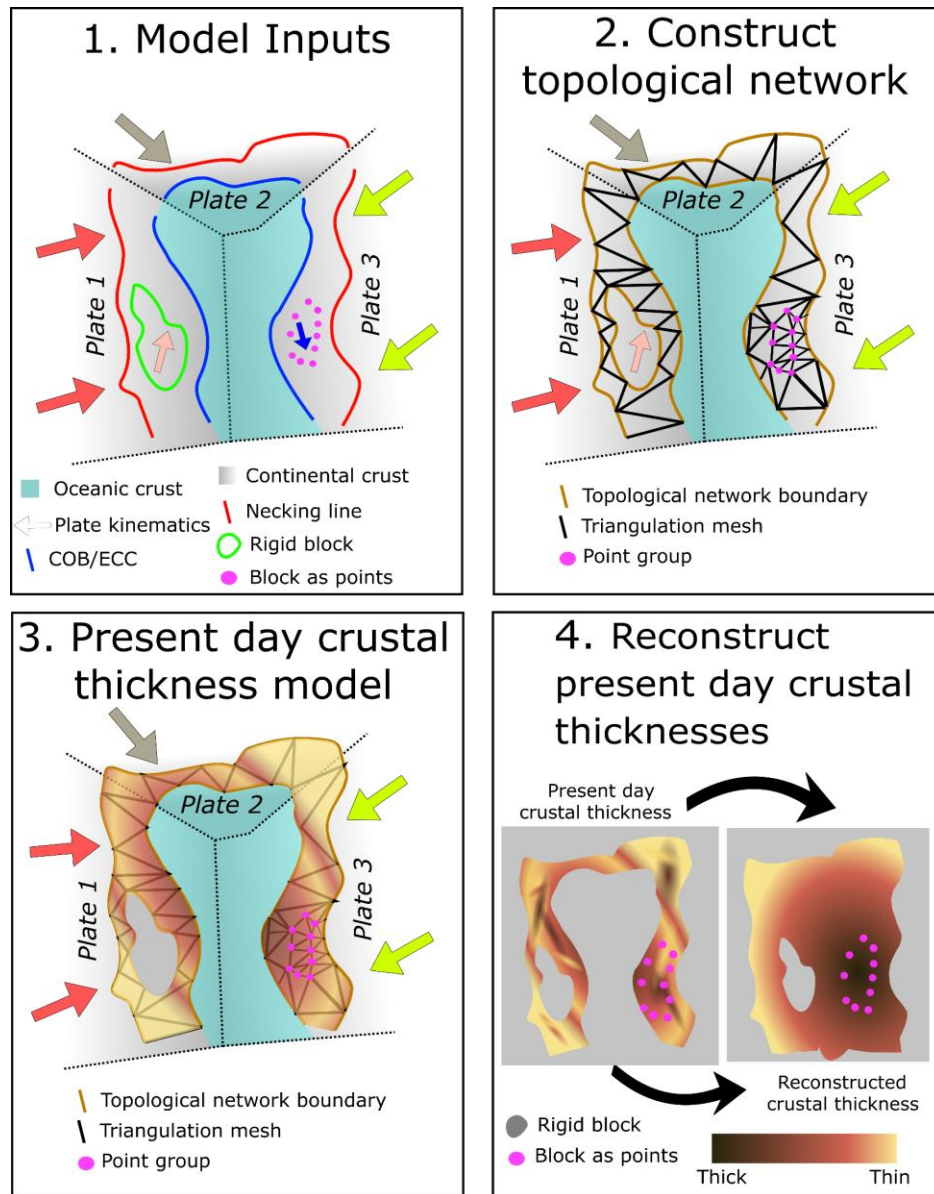 1. Model Inputs
Plate 2
Plate 1
Plate 3
Oceanic crust
Plate kinematics
COB/ECC
Continental crust
Necking line
Rigid block
Block as points
2. Construct
topological network
Plate 2
Plate 1
Plate 3
Topological network boundary
Triangulation mesh
Point group
3. Present day crustal
thickness model
Plate 2
Plate 1
Plate 3
Topological network boundary
Triangulation mesh
Point group
4. Reconstruct
present day crustal
thicknesses
Present day
crustal thickness
Reconstructed
crustal thickness
Rigid block
Block as points
Thick
Thin